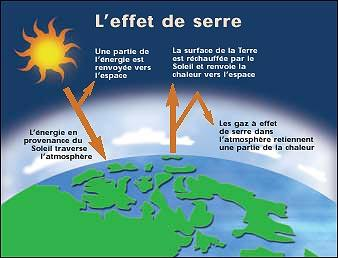 L'effet de serre
Une partie de
l'énergie est
renvoyée vers
l'espace
La surface de la Terre
est réchauffée par le
Soleil et renvoie la
chaleur vers l'espace
L'énergie en
provenance du
Soleil traverse
l'atmosphère
Les gaz à effet
de serre dans
l'atmosphère retiennent
une partie de la chaleur